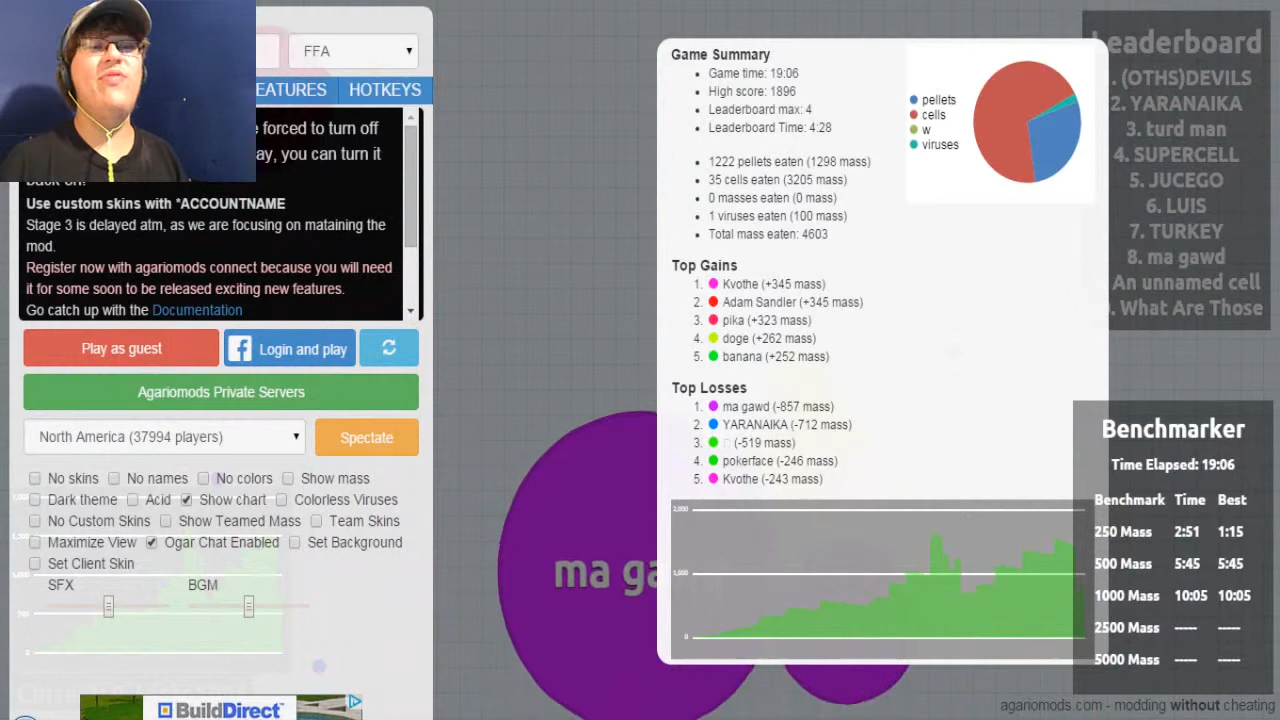 FFA
EATURES
HOTKEYS
e forced to turn off
ay, you can turn it
back on!
Use custom skins with *ACCOUNTNAME
Stage 3 is delayed atm, as we are focusing on mataining the
mod.
Register now with agariomods connect because you will need
it for some soon to be released exciting new features.
Go catch up with the Documentation
Play as guest
Login and play
Agariomods Private Servers
North America (37994 players)
Spectate
No skins No names No colors Show mass
Dark theme Acid Show chart Colorless Viruses
No Custom Skins Show Teamed Mass Team Skins
Maximize View Ogar Chat Enabled Set Background
Set Client Skin
SFX BGM
BuildDirect
ma ga
Game Summary
Game time: 19:06
High score: 1896
Leaderboard max: 4
Leaderboard Time: 4:28
1222 pellets eaten (1298 mass)
35 cells eaten (3205 mass)
0 masses eaten (0 mass)
1 viruses eaten (100 mass)
Total mass eaten: 4603
pellets
cells
w
viruses
Top Gains
1. Kvothe (+345 mass)
2. Adam Sandler (+345 mass)
3. pika (+323 mass)
4. doge (+262 mass)
5. banana (+252 mass)
Top Losses
1. ma gawd (-857 mass)
2. YARANAIKA (-712 mass)
3. (-519 mass)
4. pokerface (-246 mass)
5. Kvothe (-243 mass)
2,000
1,000
0
Leaderboard
. (OTHS)DEVILS
2. YARANAIKA
3. turd man
4. SUPERCELL
5. JUCEGO
6. LUIS
7. TURKEY
8. ma gawd
An unnamed cell
. What Are Those
Benchmarker
Time Elapsed: 19:06
Benchmark Time Best
250 Mass 2:51 1:15
500 Mass 5:45 5:45
1000 Mass 10:05 10:05
2500 Mass ----- -----
5000 Mass ----- -----
agariomods.com - modding without cheating